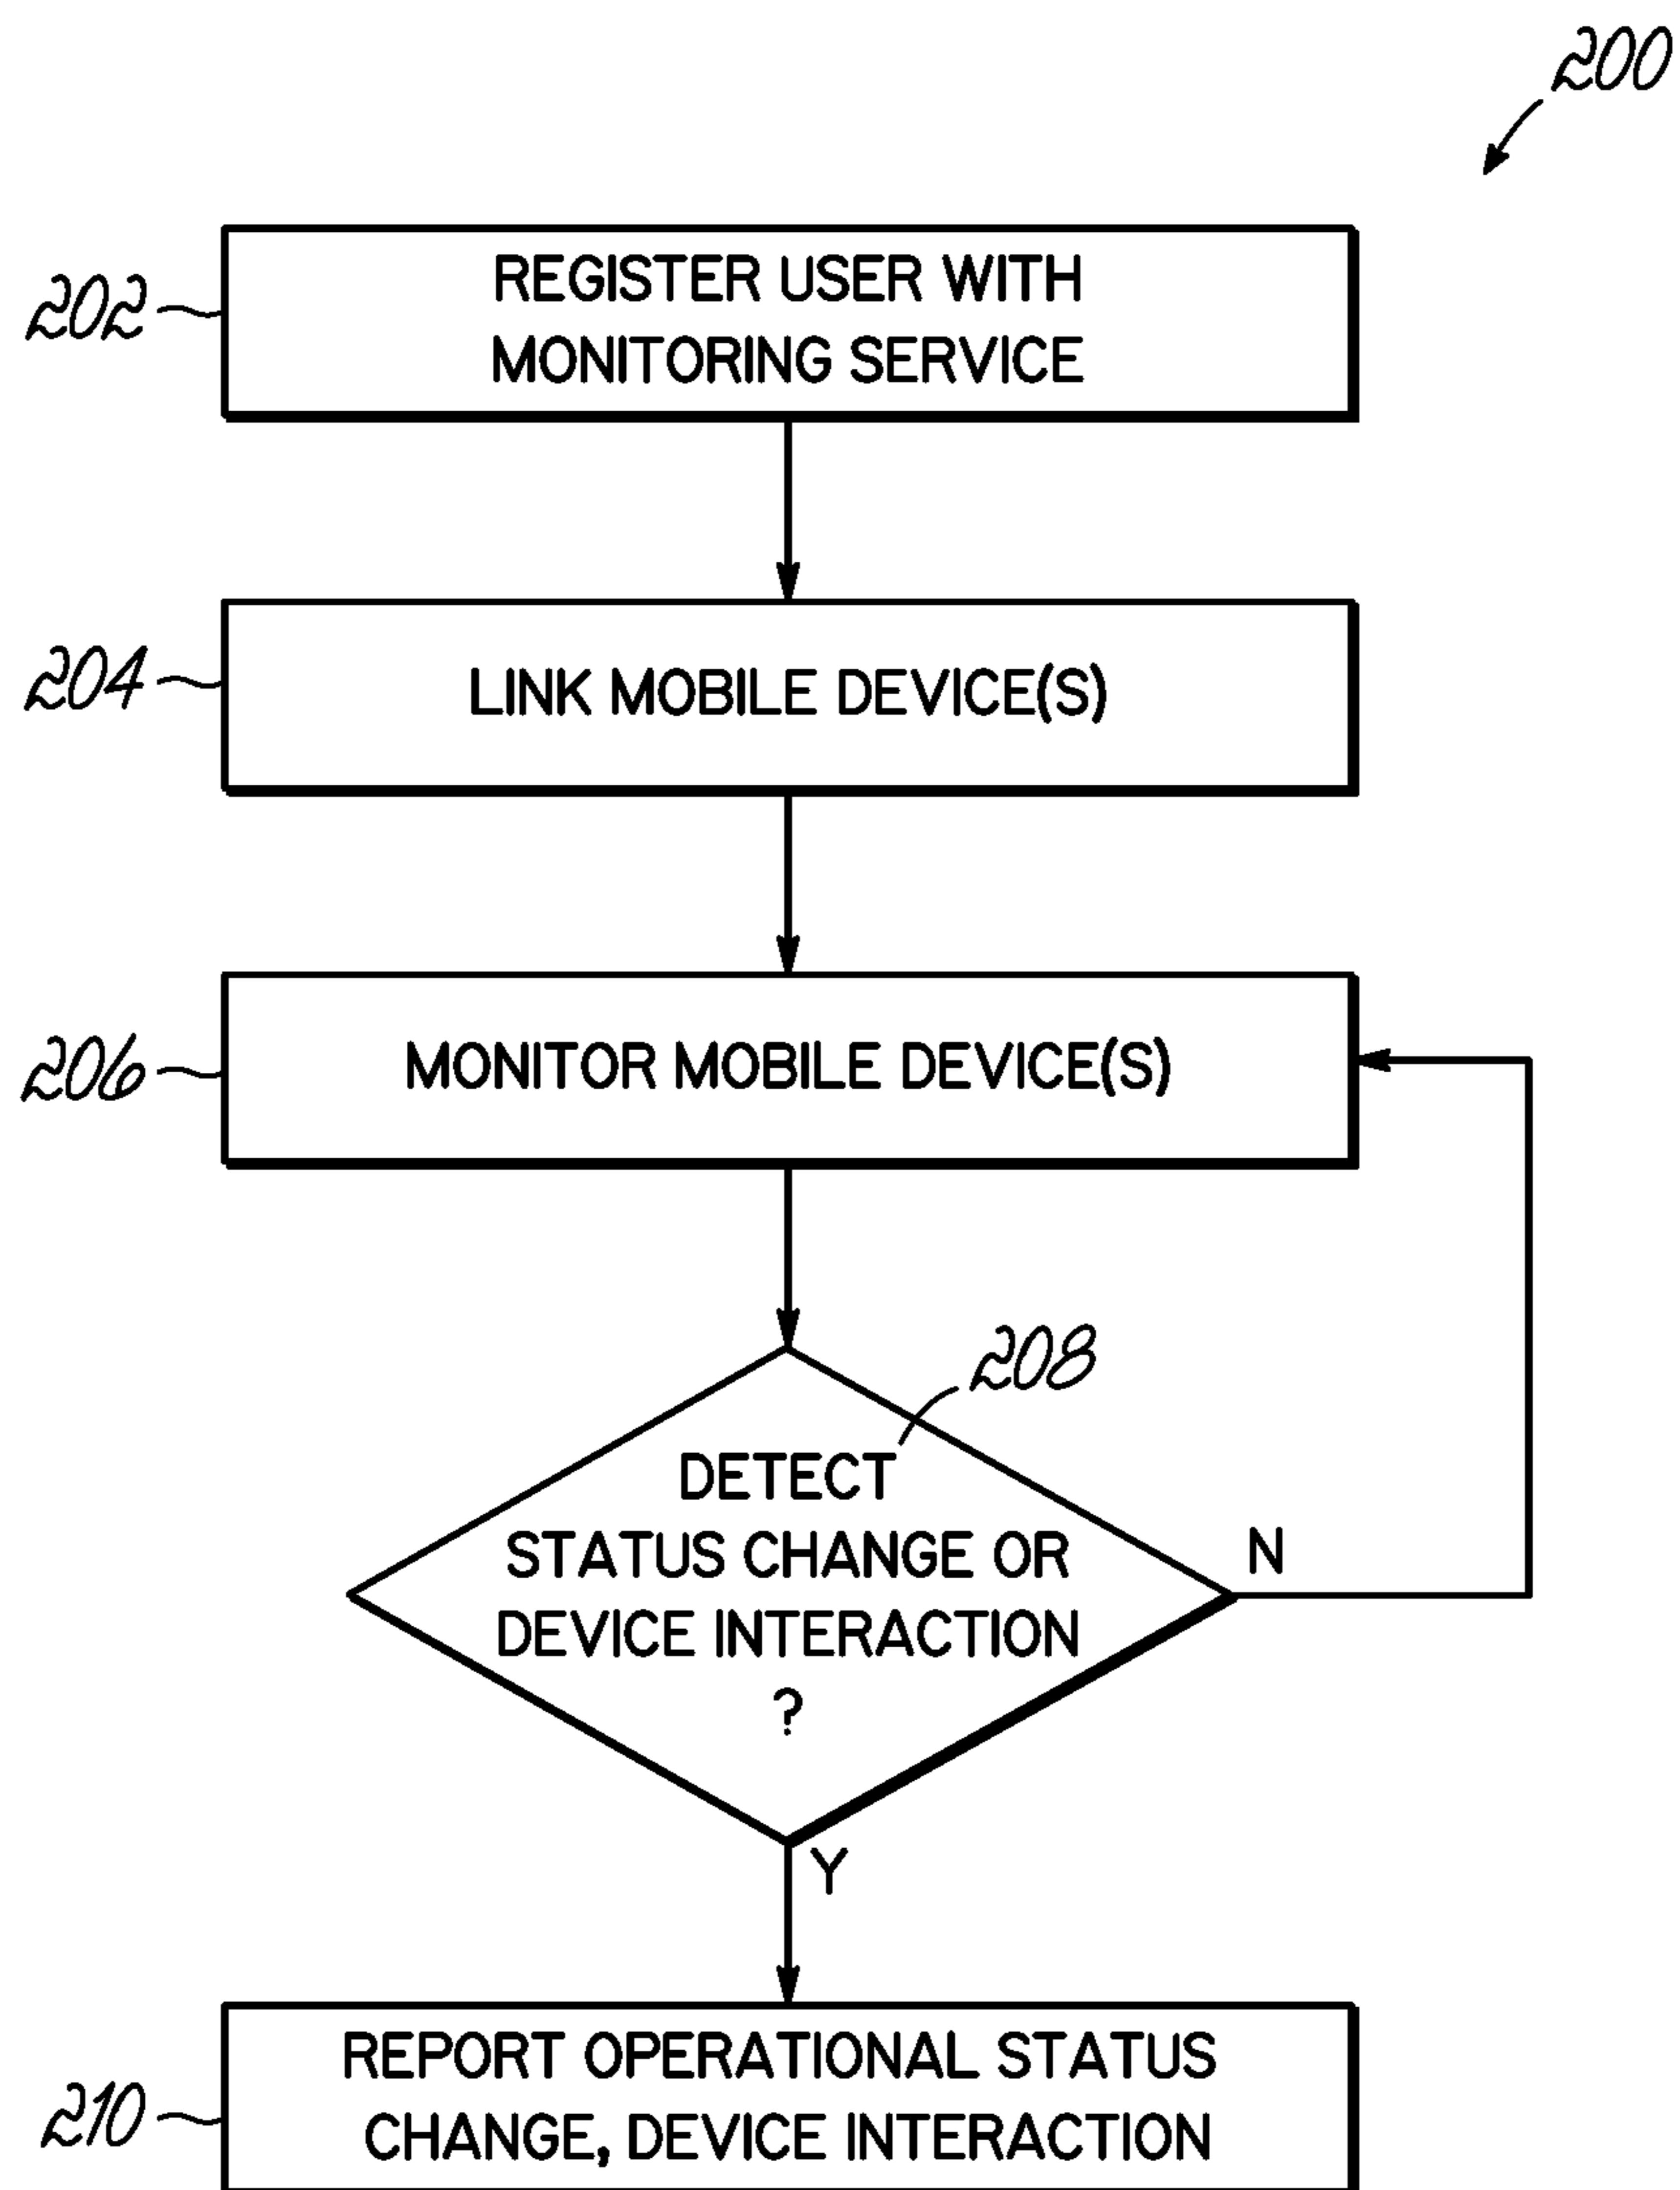 200
202
REGISTER USER WITH
MONITORING SERVICE
204
LINK MOBILE DEVICE(S)
206
MONITOR MOBILE DEVICE(S)
208
DETECT
STATUS CHANGE OR
DEVICE INTERACTION
?
N
Y
210
REPORT OPERATIONAL STATUS
CHANGE, DEVICE INTERACTION